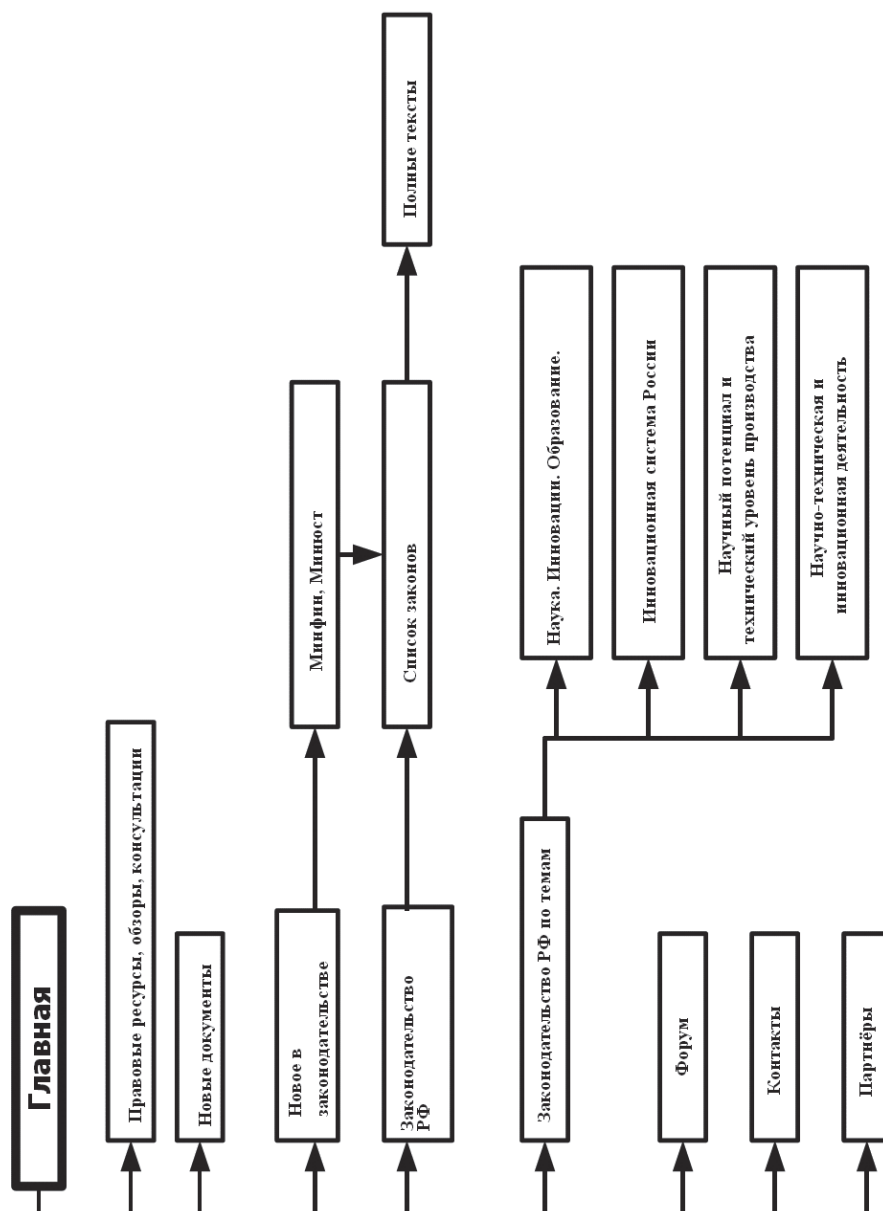 Главная
Правовые ресурсы, обзоры, консультации
Новые документы
Новое в
законодательстве
Минфин, Минюст
Законодательство
РФ
Список законов
Полные тексты
Законодательство РФ по темам
Наука. Инновации. Образование.
Инновационная система России
Научный потенциал и
технический уровень производства
Научно-техническая и
инновационная деятельность
Форум
Контакты
Партнёры